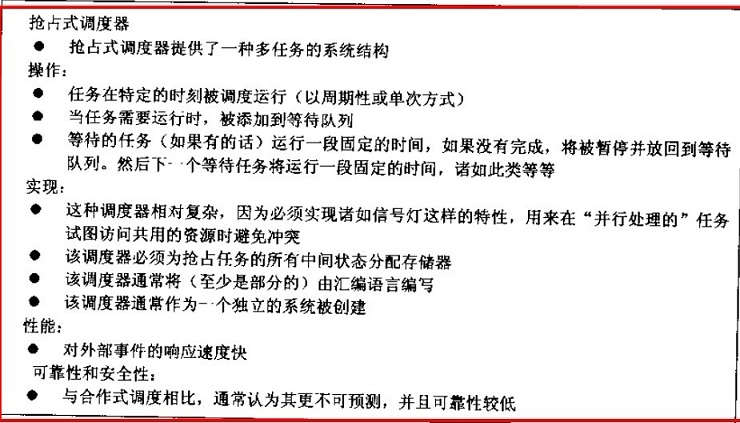 抢占式调度器
● 抢占式调度器提供了一种多任务的系统结构
操作：
● 任务在特定的时刻被调度运行（以周期性或单次方式）
● 当任务需要运行时，被添加到等待队列
● 等待的任务（如果有的话）运行一段固定的时间，如果没有完成，将被暂停并放回到等待
队列。然后下一个等待任务将运行一段固定的时间，诸如此类等等
实现：
● 这种调度器相对复杂，因为必须实现诸如信号灯这样的特性，用来在“并行处理的”任务
试图访问共用的资源时避免冲突
● 该调度器必须为抢占任务的所有中间状态分配存储器
● 该调度器通常将（至少是部分的）由汇编语言编写
● 该调度器通常作为一个独立的系统被创建
性能：
● 对外部事件的响应速度快
可靠性和安全性：
● 与合作式调度相比，通常认为其更不可预测，并且可靠性较低